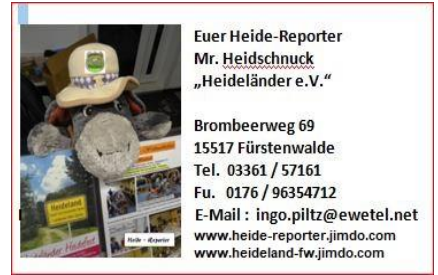 Euer Heide-Reporter
Mr. Heidschnuck
„Heideländer e.V.“
Brombeerweg 69
15517 Fürstenwalde
Tel. 03361 / 57161
Fu. 0176 / 96354712
E-Mail : ingo.piltz@ewetel.net
www.heide-reporter.jimdo.com
www.heideland-fw.jimdo.com
Heideland
Heide - Reporter